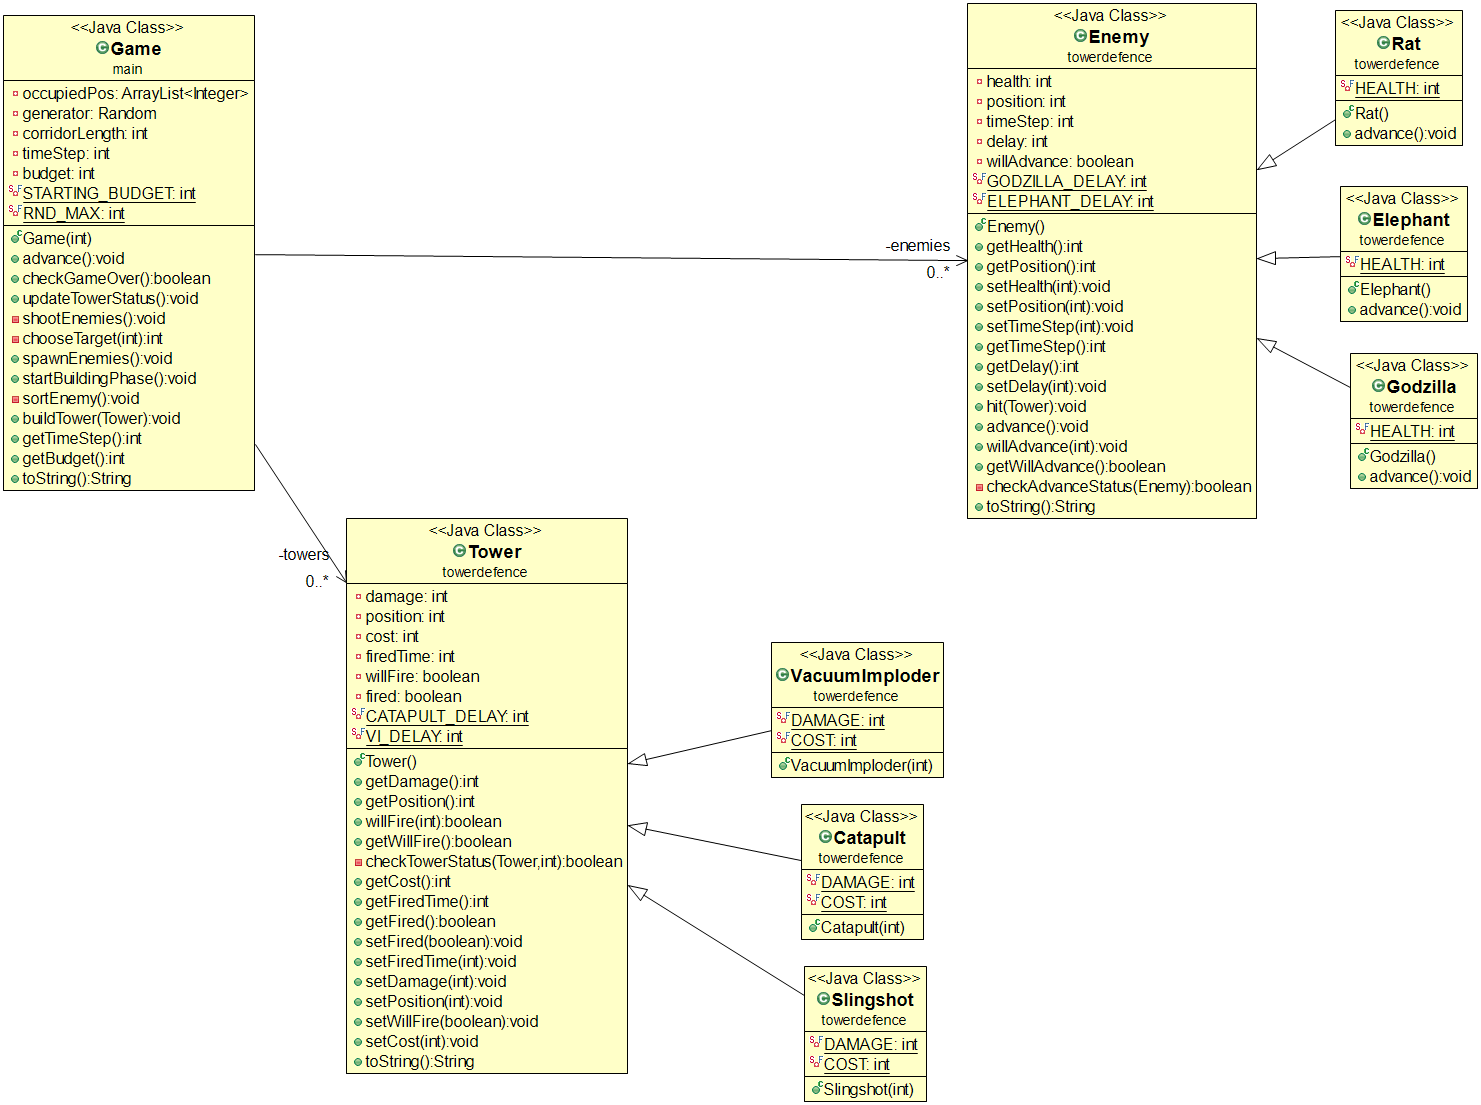 <<Java Class>>
Game
main
occupiedPos: ArrayList<Integer>
generator: Random
corridorLength: int
timeStep: int
budget: int
STARTING_BUDGET: int
RND_MAX: int
Game(int)
advance():void
checkGameOver():boolean
updateTowerStatus():void
shootEnemies():void
chooseTarget(int):int
spawnEnemies():void
startBuildingPhase():void
sortEnemy():void
buildTower(Tower):void
getTimeStep():int
getBudget():int
toString():String
-enemies
0..*
<<Java Class>>
Enemy
towerdefence
health: int
position: int
timeStep: int
delay: int
willAdvance: boolean
GODZILLA_DELAY: int
ELEPHANT_DELAY: int
Enemy()
getHealth():int
getPosition():int
setHealth(int):void
setPosition(int):void
setTimeStep(int):void
getTimeStep():int
getDelay():int
setDelay(int):void
hit(Tower):void
advance():void
willAdvance(int):void
getWillAdvance():boolean
checkAdvanceStatus(Enemy):boolean
toString():String
<<Java Class>>
Rat
towerdefence
HEALTH: int
Rat()
advance():void
<<Java Class>>
Elephant
towerdefence
HEALTH: int
Elephant()
advance():void
<<Java Class>>
Godzilla
towerdefence
HEALTH: int
Godzilla()
advance():void
-towers
0..*
<<Java Class>>
Tower
towerdefence
damage: int
position: int
cost: int
firedTime: int
willFire: boolean
fired: boolean
CATAPULT_DELAY: int
VI_DELAY: int
Tower()
getDamage():int
getPosition():int
willFire(int):boolean
getWillFire():boolean
checkTowerStatus(Tower,int):boolean
getCost():int
getFiredTime():int
getFired():boolean
setFired(boolean):void
setFiredTime(int):void
setDamage(int):void
setPosition(int):void
setWillFire(boolean):void
setCost(int):void
toString():String
<<Java Class>>
VacuumImploder
towerdefence
DAMAGE: int
COST: int
VacuumImploder(int)
<<Java Class>>
Catapult
towerdefence
DAMAGE: int
COST: int
Catapult(int)
<<Java Class>>
Slingshot
towerdefence
DAMAGE: int
COST: int
Slingshot(int)